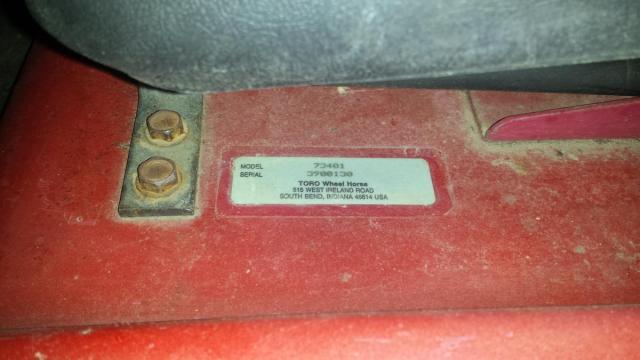 MODEL 73401
SERIAL 3900130
TORO Wheel Horse
515 WEST IRELAND ROAD
SOUTH BEND, INDIANA 46614 USA